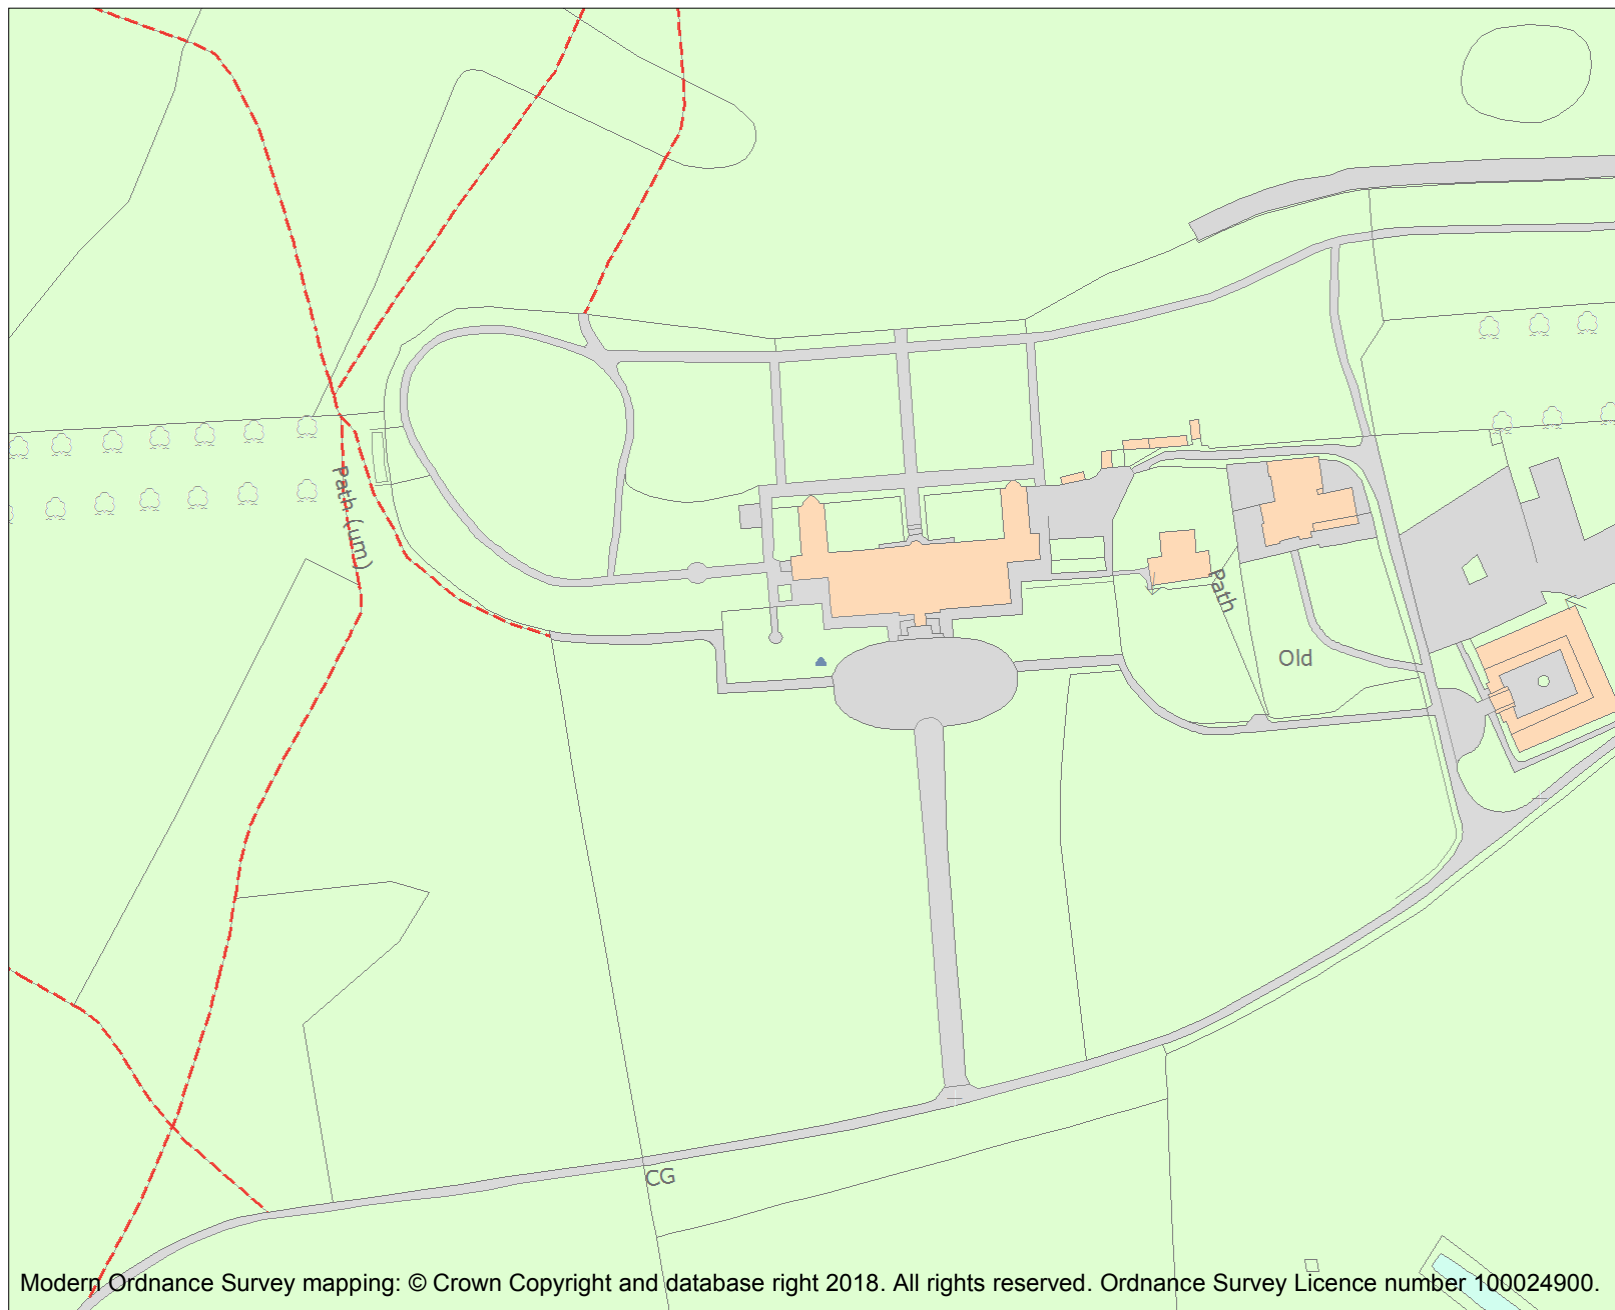 Path (um)
Path
Old
CG
Modern Ordnance Survey mapping: © Crown Copyright and database right 2018. All rights reserved. Ordnance Survey Licence number 100024900.